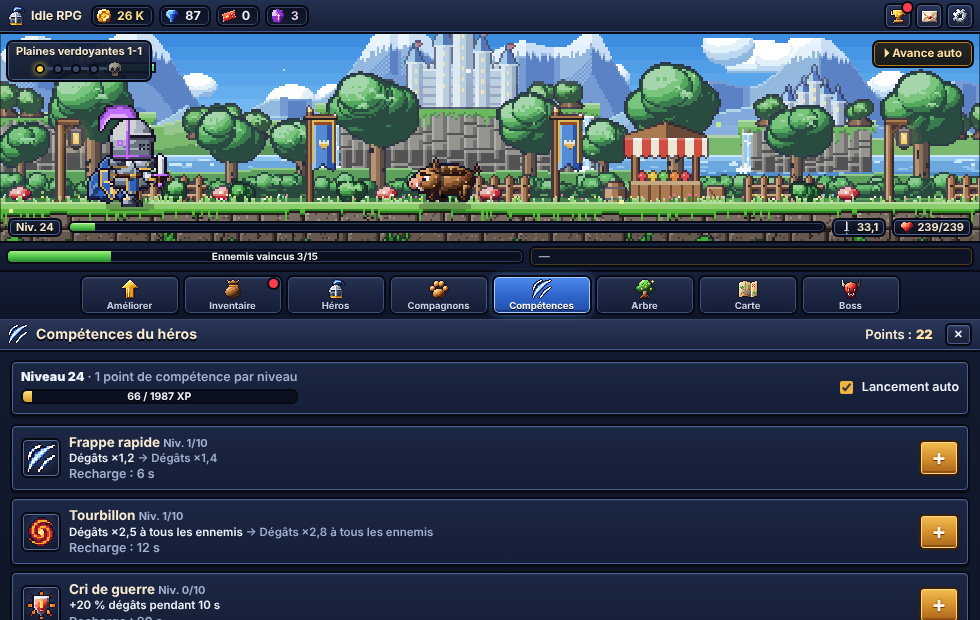 Idle RPG
26 K
87
0
3
Plaines verdoyantes 1-1
Avance auto
Niv. 24
33,1
239/239
Ennemis vaincus 3/15
—
Améliorer
Inventaire
Héros
Compagnons
Compétences
Arbre
Carte
Boss
Compétences du héros
Points : 22
×
Niveau 24 · 1 point de compétence par niveau
66 / 1987 XP
Lancement auto
Frappe rapide Niv. 1/10
Dégâts ×1,2 → Dégâts ×1,4
Recharge : 6 s
+
Tourbillon Niv. 1/10
Dégâts ×2,5 à tous les ennemis → Dégâts ×2,8 à tous les ennemis
Recharge : 12 s
+
Cri de guerre Niv. 0/10
+20 % dégâts pendant 10 s
+